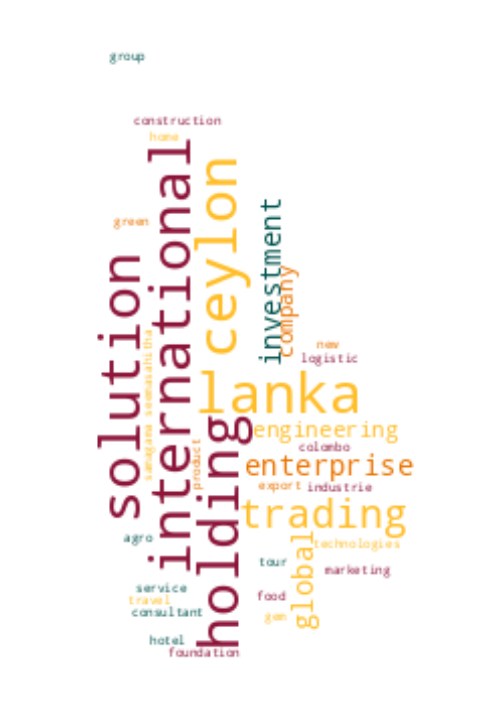 group
construction
home
international
ceylon
green
investment
solution
company
samagama seemasahitha
new
logistic
lanka
holding
engineering
product
colombo
enterprise
export
industrie
trading
global
agro
technologies
tour
marketing
service
food
travel
consultant
gem
hotel
foundation